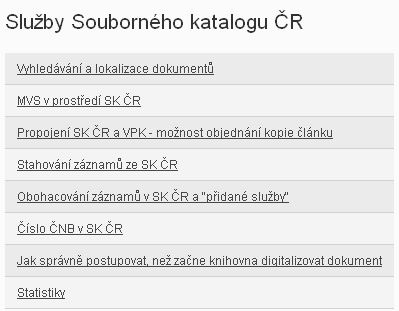 Služby Souborného katalogu ČR
Vyhledávání a lokalizace dokumentů
MVS v prostředí SK ČR
Propojení SK ČR a VPK - možnost objednání kopie článku
Stahování záznamů ze SK ČR
Obohacování záznamů v SK ČR a "přidané služby"
Číslo ČNB v SK ČR
Jak správně postupovat, než začne knihovna digitalizovat dokument
Statistiky